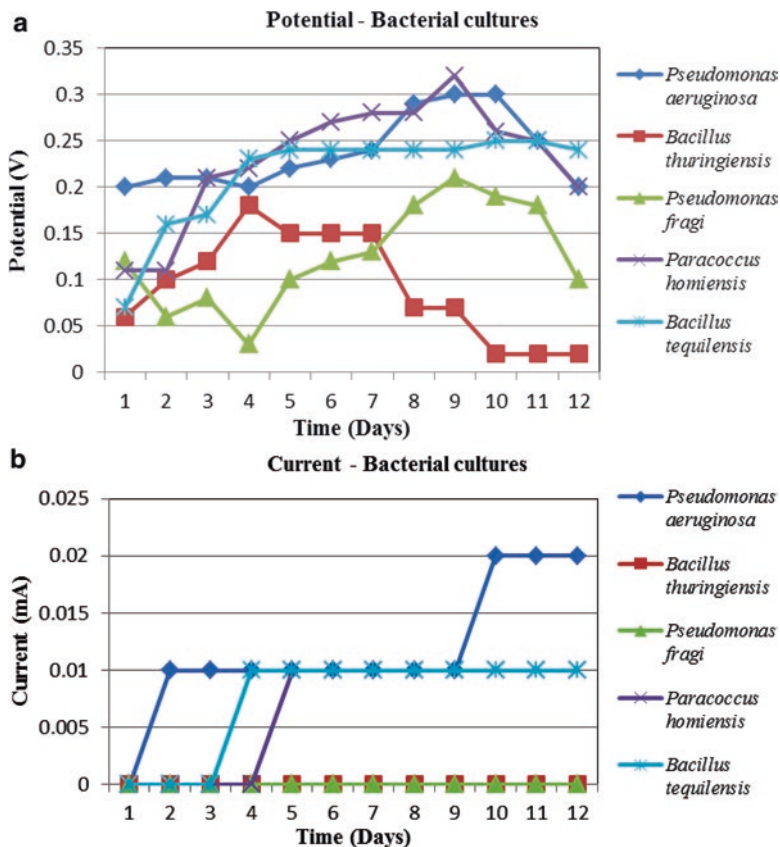 a
Potential - Bacterial cultures
0.35
0.3
0.25
0.2
0.15
0.1
0.05
0
Potential (V)
1 2 3 4 5 6 7 8 9 10 11 12
Time (Days)
Pseudomonas
aeruginosa
Bacillus
thuringiensis
Pseudomonas
fragi
Paracoccus
homiensis
Bacillus
tequilensis
b
Current - Bacterial cultures
0.025
0.02
0.015
0.01
0.005
0
Current (mA)
1 2 3 4 5 6 7 8 9 10 11 12
Time (Days)
Pseudomonas
aeruginosa
Bacillus
thuringiensis
Pseudomonas
fragi
Paracoccus
homiensis
Bacillus
tequilensis